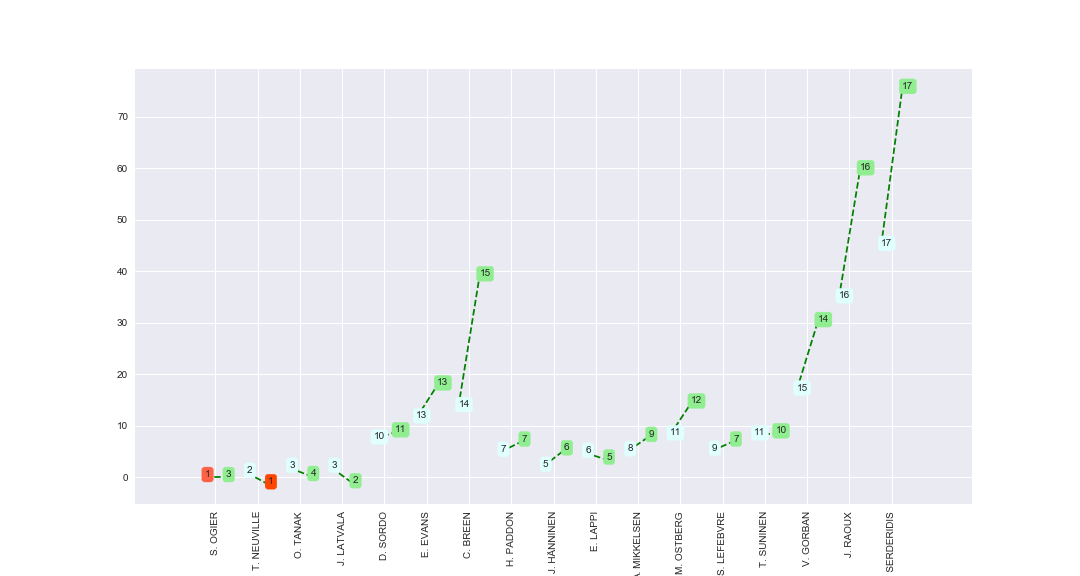 70
60
50
40
30
20
10
0
1 3
2 1
3 4
3 2
10 11
13 13
14 15
7 7
5 6
6 5
8 9
11 12
9 7
11 10
15 14
16 16
17 17
S. OGIER
T. NEUVILLE
O. TANAK
J. LATVALA
D. SORDO
E. EVANS
C. BREEN
H. PADDON
J. HANNINEN
E. LAPPI
MIKKELSEN
M. OSTBERG
S. LEFEBVRE
T. SUNINEN
V. GORBAN
J. RAOUX
SERDERIDIS